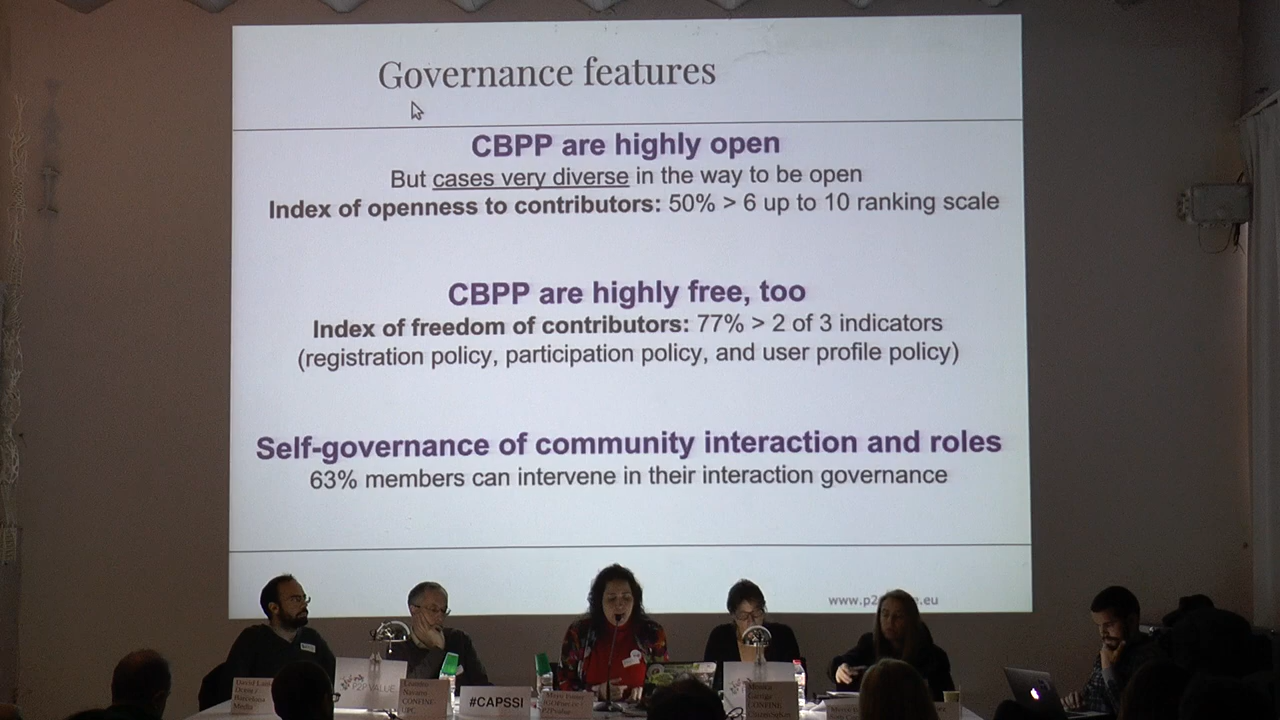 Governance features
CBPP are highly open
But cases very diverse in the way to be open
Index of openness to contributors: 50% > 6 up to 10 ranking scale
CBPP are highly free, too
Index of freedom of contributors: 77% > 2 of 3 indicators
(registration policy, participation policy, and user profile policy)
Self-governance of community interaction and roles
63% members can intervene in their interaction governance
P2P VALUE
#CAPSSI
CONFINE